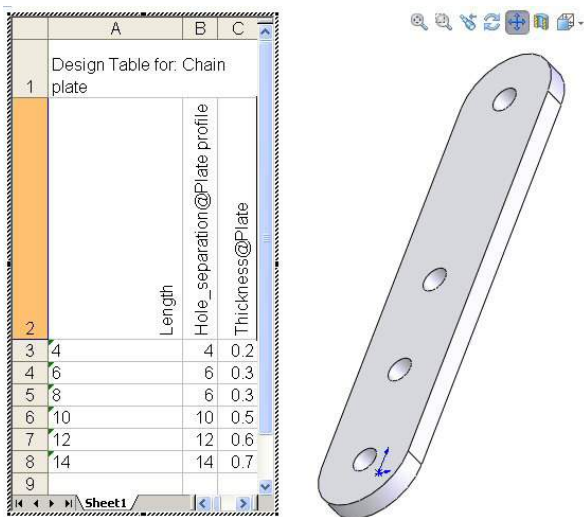 A B C
1 Design Table for: Chain
plate
2 Length Hole_separation@Plate profile Thickness@Plate
3 4 4 0.2
4 6 6 0.3
5 8 8 0.3
6 10 10 0.5
7 12 12 0.6
8 14 14 0.7
9
Sheet1